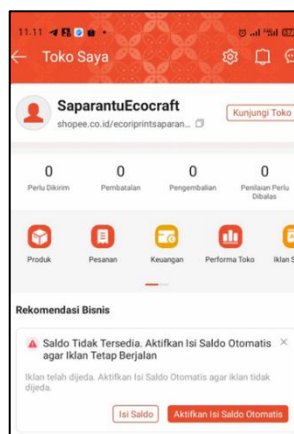 11.11
Toko Saya
SaparantuEcocraft
shopee.co.id/ecoriprintsaparan...
Kunjungi Toko
0 0 0 0
Perlu Dikirim Pembatalan Pengembalian Penilaian Perlu
Dibalas
Produk Pesanan Keuangan Performa Toko Iklan S
Rekomendasi Bisnis
Saldo Tidak Tersedia. Aktifkan Isi Saldo Otomatis
agar Iklan Tetap Berjalan
Iklan telah dijeda. Aktifkan Isi Saldo Otomatis agar iklan tidak
dijeda.
Isi Saldo Aktifkan Isi Saldo Otomatis